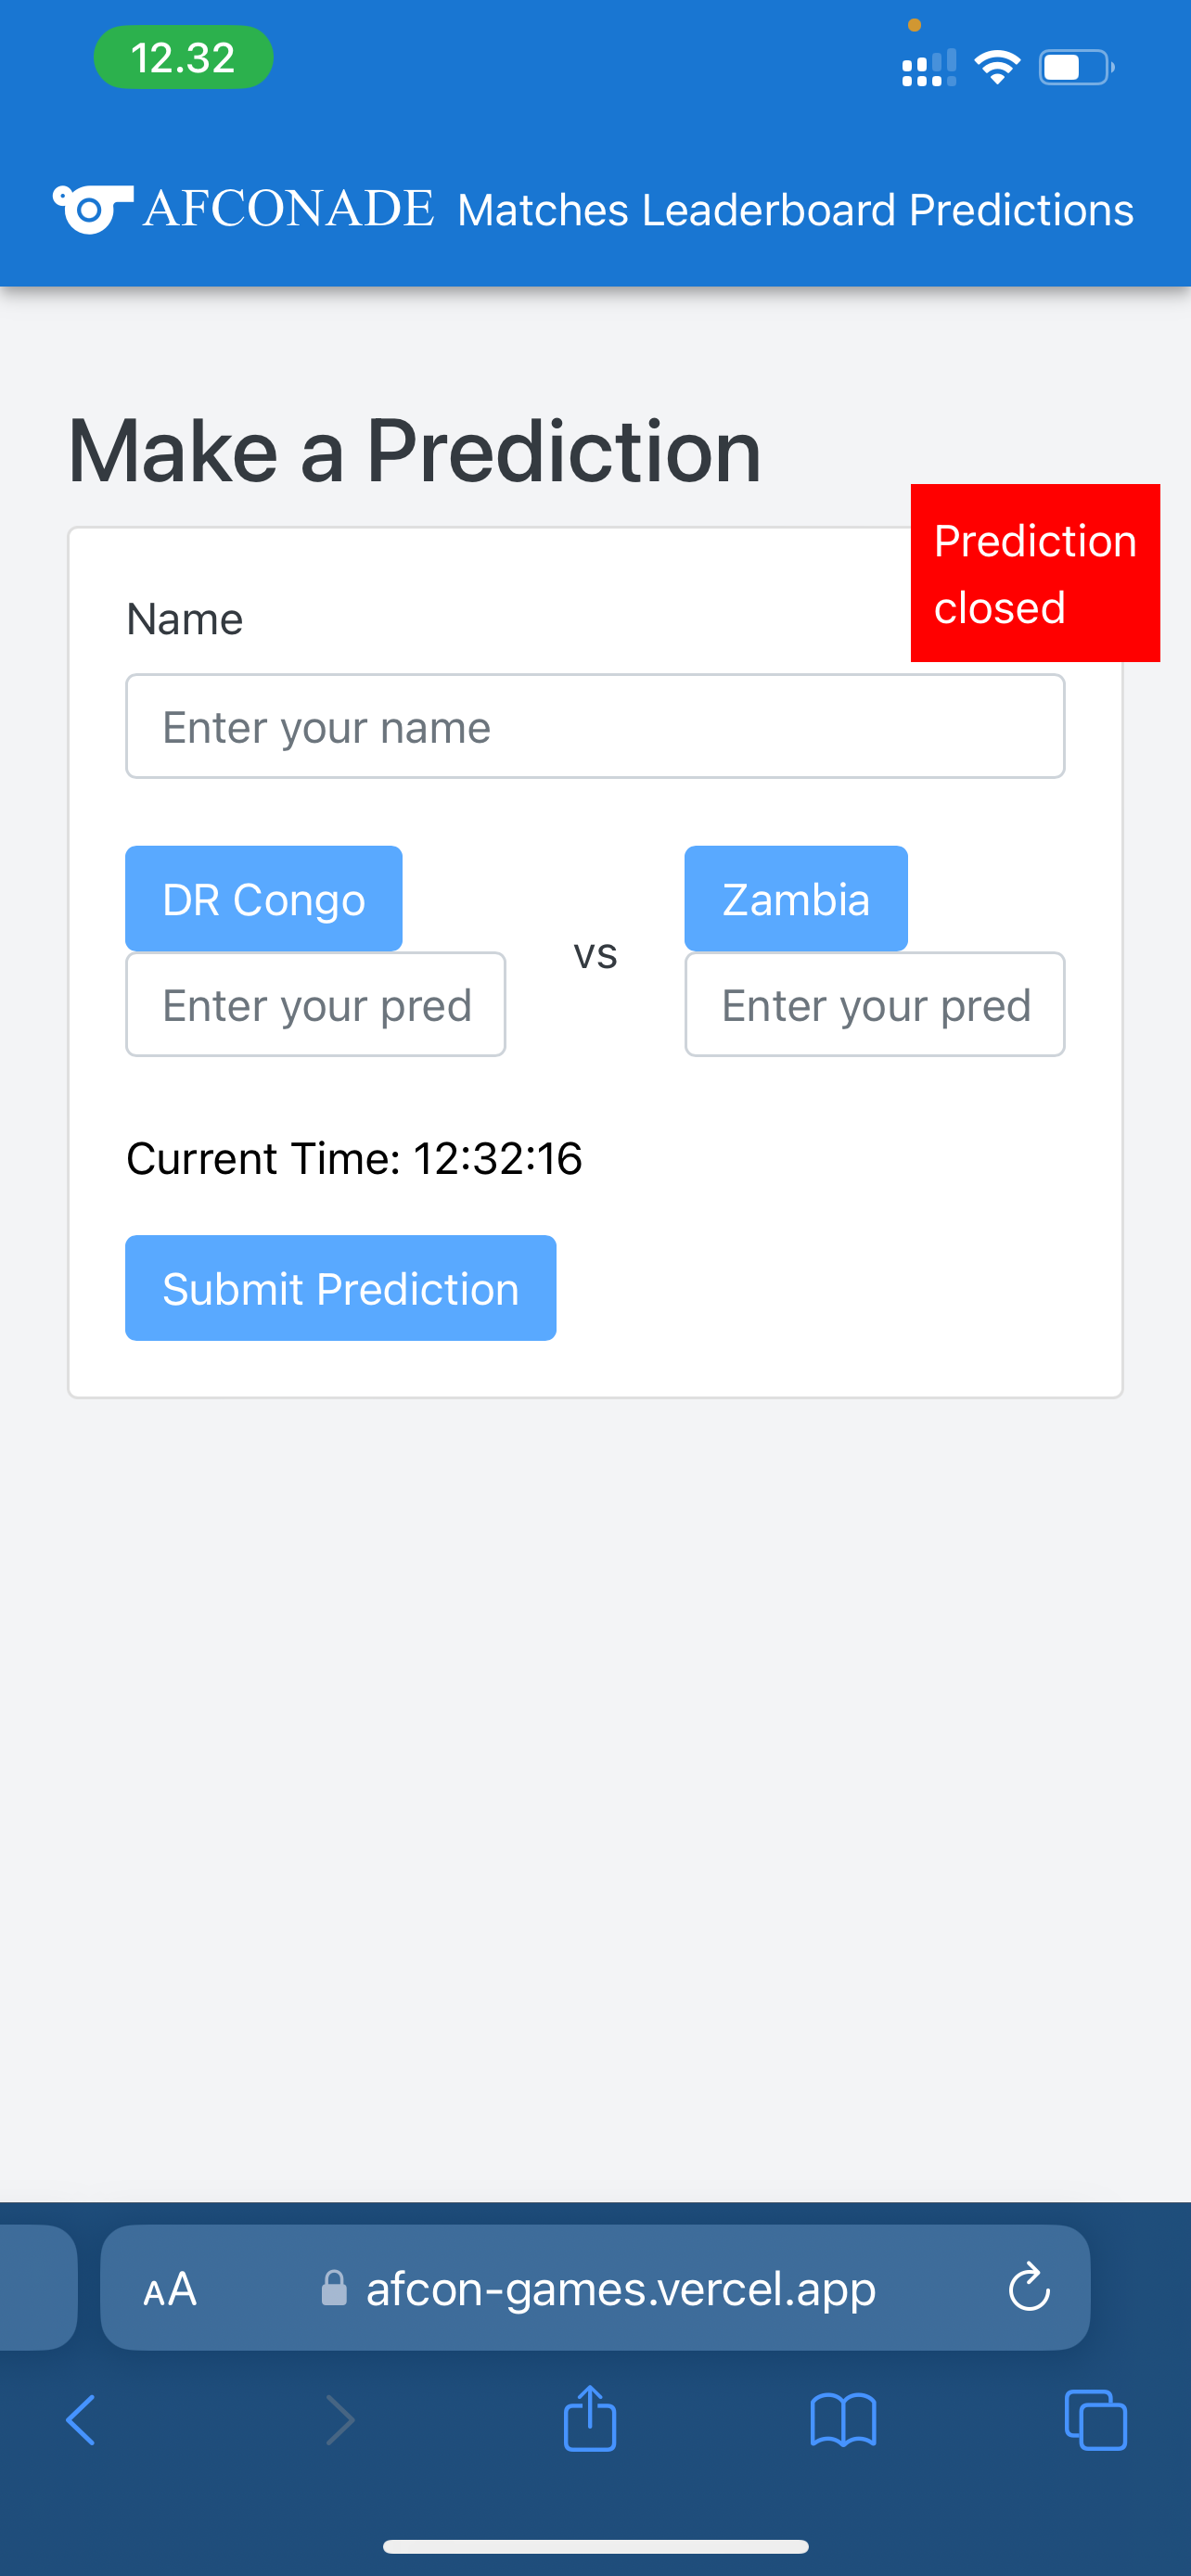 12.32
AFCONADE Matches Leaderboard Predictions
Make a Prediction
Prediction
closed
Name
Enter your name
DR Congo
Enter your pred
vs
Zambia
Enter your pred
Current Time: 12:32:16
Submit Prediction
AA afcon-games.vercel.app